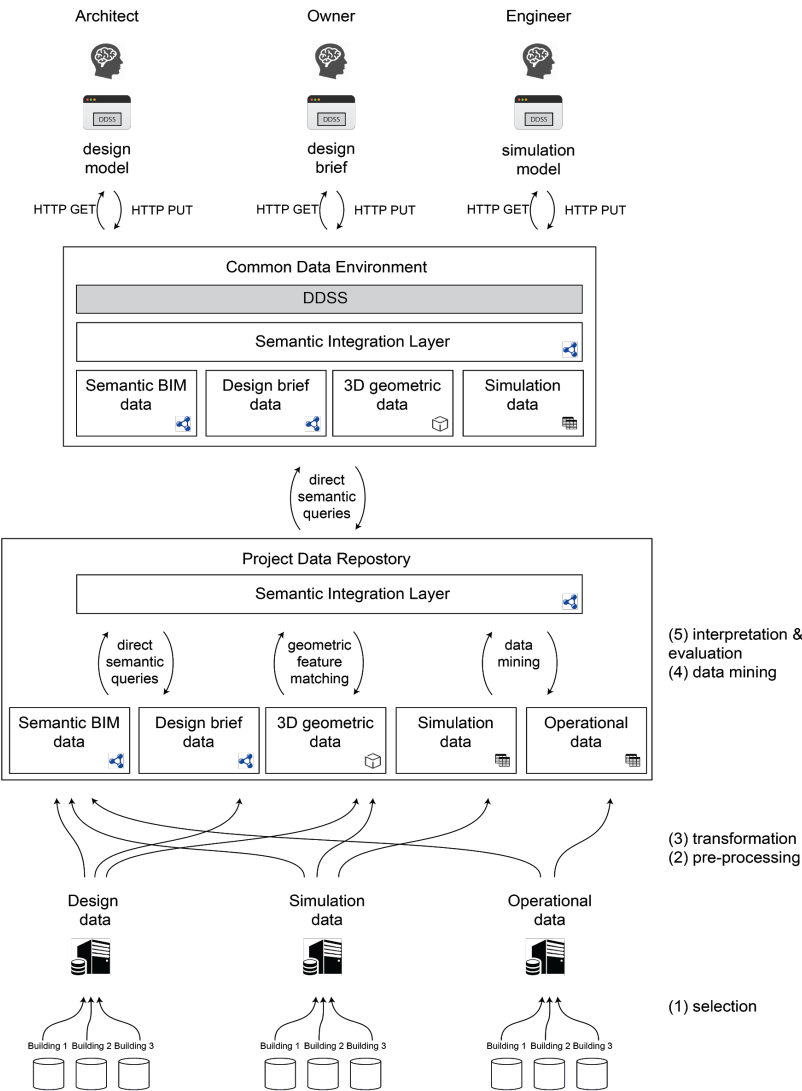 Architect
Owner
Engineer
DDSS
DDSS
DDSS
design
model
design
brief
simulation
model
HTTP GET
HTTP PUT
HTTP GET
HTTP PUT
HTTP GET
HTTP PUT
Common Data Environment
DDSS
Semantic Integration Layer
Semantic BIM
data
Design brief
data
3D geometric
data
Simulation
data
direct
semantic
queries
Project Data Repostory
Semantic Integration Layer
direct
semantic
queries
geometric
feature
matching
data
mining
(5) interpretation &
evaluation
(4) data mining
Semantic BIM
data
Design brief
data
3D geometric
data
Simulation
data
Operational
data
(3) transformation
(2) pre-processing
Design
data
Simulation
data
Operational
data
(1) selection
Building 1
Building 2
Building 3
Building 1
Building 2
Building 3
Building 1
Building 2
Building 3